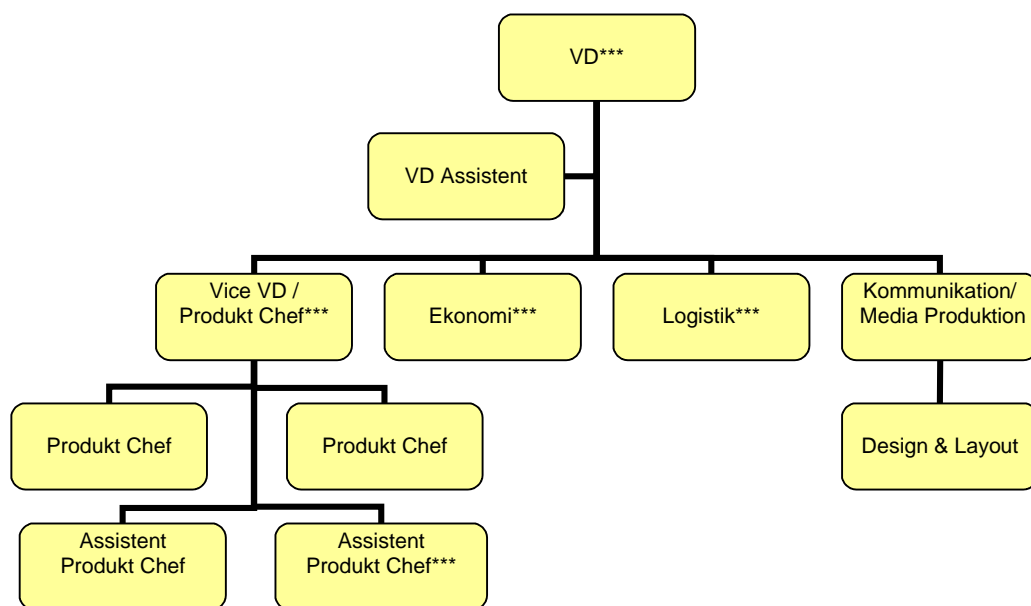 VD***
VD Assistent
Vice VD /
Produkt Chef***
Ekonomi***
Logistik***
Kommunikation/
Media Produktion
Produkt Chef
Produkt Chef
Design & Layout
Assistent
Produkt Chef
Assistent
Produkt Chef***